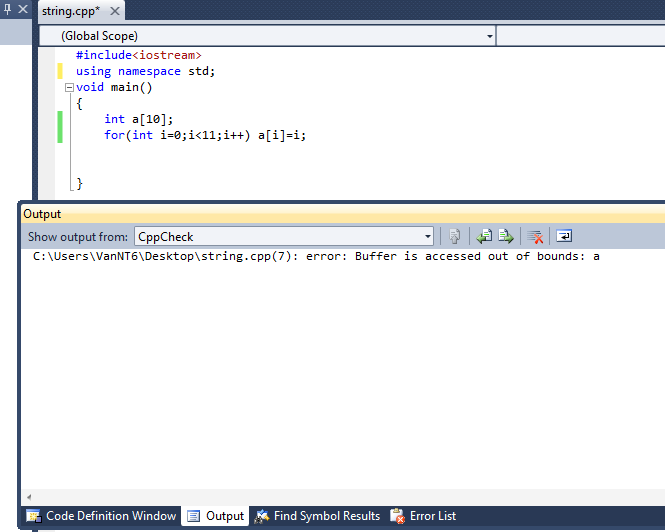 string.cpp*
(Global Scope)
#include<iostream>
using namespace std;
void main()
{
int a[10];
for(int i=0;i<11;i++) a[i]=i;
}
Output
Show output from: CppCheck
C:\Users\VanNT6\Desktop\string.cpp(7): error: Buffer is accessed out of bounds: a
Code Definition Window Output Find Symbol Results Error List